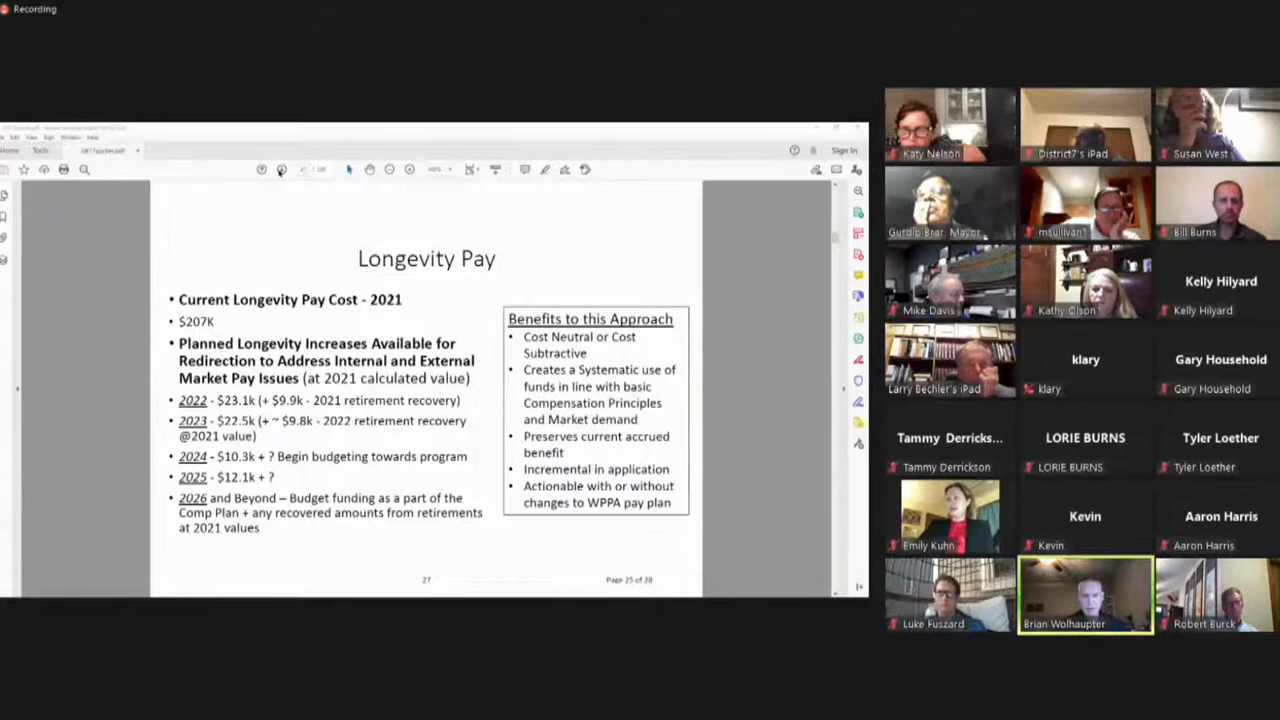 Recording
Home
Tools
Sign In
Longevity Pay
• Current Longevity Pay Cost - 2021
• $207K
• Planned Longevity Increases Available for
Redirection to Address Internal and External
Market Pay Issues (at 2021 calculated value)
• 2022 - $23.1k (+ $9.9k - 2021 retirement recovery)
• 2023 - $22.5k (+ ~ $9.8k - 2022 retirement recovery
@2021 value)
• 2024 - $10.3k + ? Begin budgeting towards program
• 2025 - $12.1k + ?
• 2026 and Beyond – Budget funding as a part of the
Comp Plan + any recovered amounts from retirements
at 2021 values
Benefits to this Approach
• Cost Neutral or Cost
Subtractive
• Creates a Systematic use of
funds in line with basic
Compensation Principles
and Market demand
• Preserves current accrued
benefit
• Incremental in application
• Actionable with or without
changes to WPPA pay plan
27
Page 25 of 28
Katy Nelson
District7's iPad
Susan West
Gurdip Brar, Mayor
msullivan1
Bill Burns
Mike Davis
Kathy Olson
Kelly Hilyard
Kelly Hilyard
Larry Bechler's iPad
klary
klary
Gary Household
Gary Household
Tammy Derricks...
Tammy Derrickson
LORIE BURNS
LORIE BURNS
Tyler Loether
Tyler Loether
Emily Kuhn
Kevin
Kevin
Aaron Harris
Aaron Harris
Luke Fuszard
Brian Wolhaupter
Robert Burck